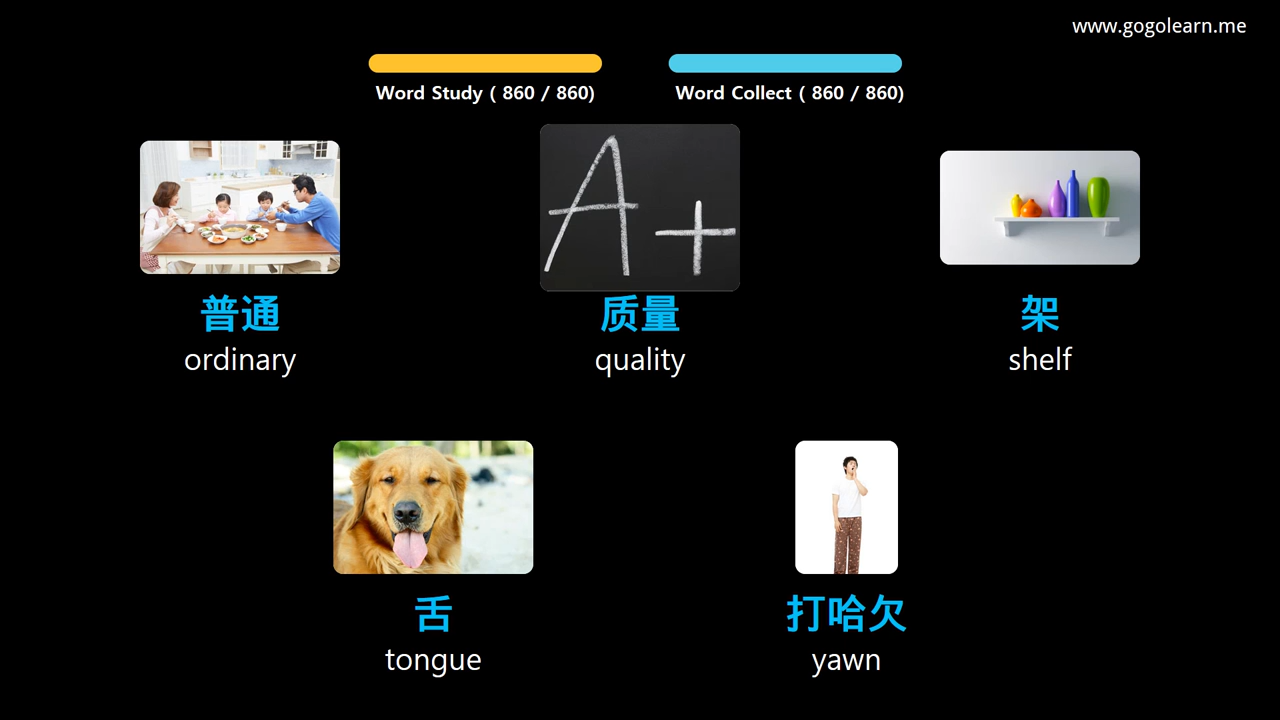 www.gogolearn.me
Word Study ( 860 / 860)
Word Collect ( 860 / 860)
A+
普通
ordinary
质量
quality
架
shelf
舌
tongue
打哈欠
yawn